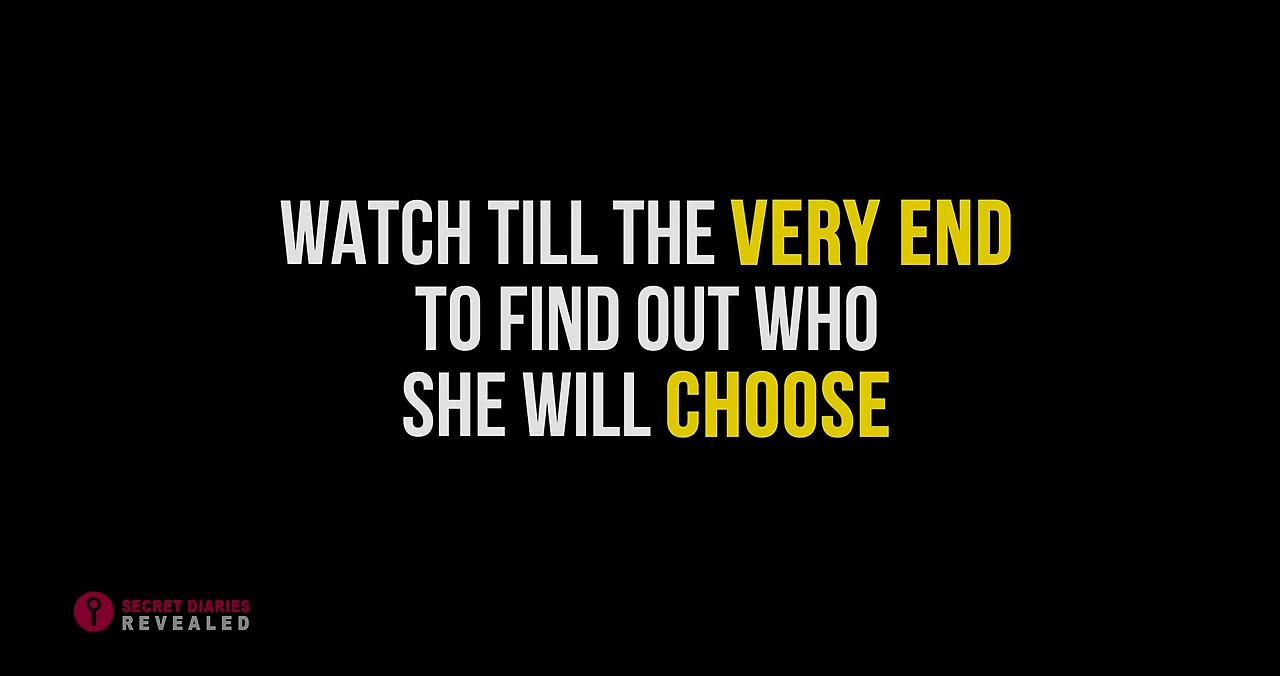 WATCH TILL THE VERY END
TO FIND OUT WHO
SHE WILL CHOOSE
SECRET DIARIES
REVEALED